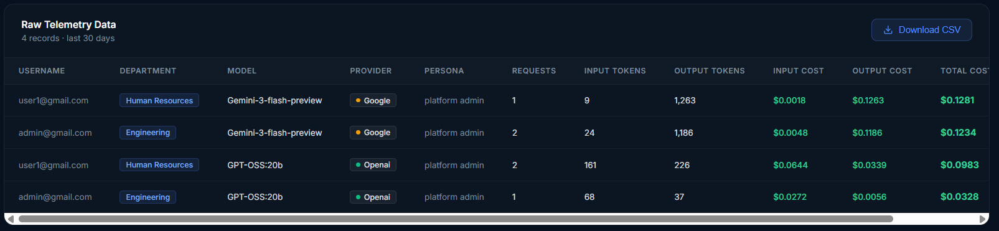 Raw Telemetry Data
4 records · last 30 days
Download CSV
USERNAME DEPARTMENT MODEL PROVIDER PERSONA REQUESTS INPUT TOKENS OUTPUT TOKENS INPUT COST OUTPUT COST TOTAL COST
user1@gmail.com Human Resources Gemini-3-flash-preview Google platform admin 1 9 1,263 $0.0018 $0.1263 $0.1281
admin@gmail.com Engineering Gemini-3-flash-preview Google platform admin 2 24 1,186 $0.0048 $0.1186 $0.1234
user1@gmail.com Human Resources GPT-OSS:20b Openai platform admin 2 161 226 $0.0644 $0.0339 $0.0983
admin@gmail.com Engineering GPT-OSS:20b Openai platform admin 1 68 37 $0.0272 $0.0056 $0.0328